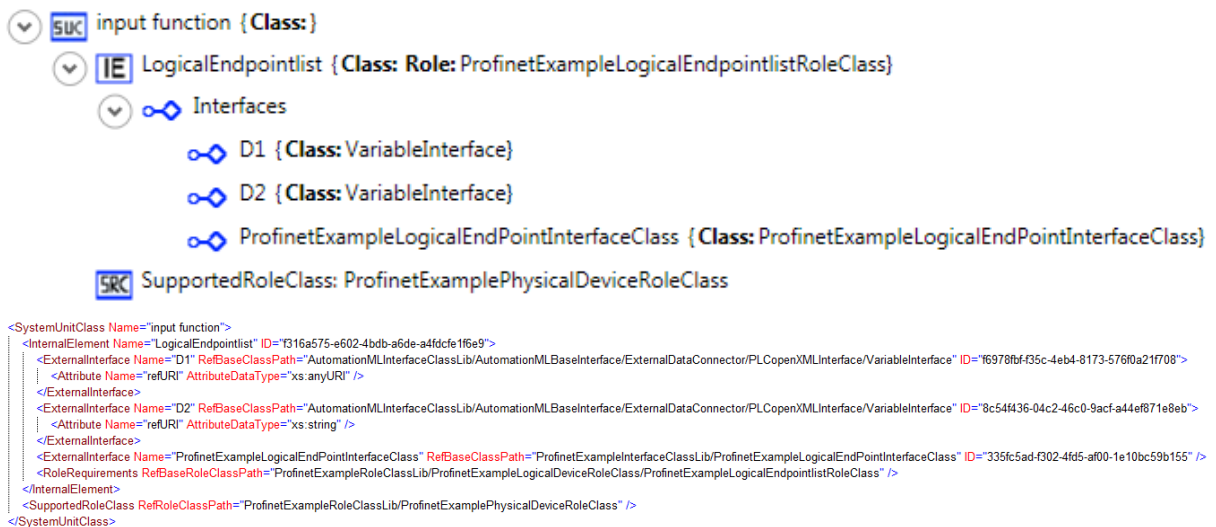 SUC input function {Class:}
IE LogicalEndpointlist {Class: Role: ProfinetExampleLogicalEndpointlistRoleClass}
Interfaces
D1 {Class: VariableInterface}
D2 {Class: VariableInterface}
ProfinetExampleLogicalEndPointInterfaceClass {Class: ProfinetExampleLogicalEndPointInterfaceClass}
SRC SupportedRoleClass: ProfinetExamplePhysicalDeviceRoleClass
<SystemUnitClass Name="input function">
<InternalElement Name="LogicalEndpointlist" ID="f316a575-e602-4bdb-a6de-a4fdcfe1f6e9">
<ExternalInterface Name="D1" RefBaseClassPath="AutomationMLInterfaceClassLib/AutomationMLBaseInterface/ExternalDataConnector/PLCopenXMLInterface/VariableInterface" ID="f6978fbf-f35c-4eb4-8173-576f0a21f708">
<Attribute Name="refURI" AttributeDataType="xs:anyURI" />
</ExternalInterface>
<ExternalInterface Name="D2" RefBaseClassPath="AutomationMLInterfaceClassLib/AutomationMLBaseInterface/ExternalDataConnector/PLCopenXMLInterface/VariableInterface" ID="8c54f436-04c2-46c0-9acf-a44ef871e8eb">
<Attribute Name="refURI" AttributeDataType="xs:string" />
</ExternalInterface>
<ExternalInterface Name="ProfinetExampleLogicalEndPointInterfaceClass" RefBaseClassPath="ProfinetExampleInterfaceClassLib/ProfinetExampleLogicalEndPointInterfaceClass" ID="335fc5ad-f302-4fd5-af00-1e10bc59b155" />
<RoleRequirements RefBaseRoleClassPath="ProfinetExampleRoleClassLib/ProfinetExampleLogicalDeviceRoleClass/ProfinetExampleLogicalEndpointlistRoleClass" />
</InternalElement>
<SupportedRoleClass RefRoleClassPath="ProfinetExampleRoleClassLib/ProfinetExamplePhysicalDeviceRoleClass" />
</SystemUnitClass>